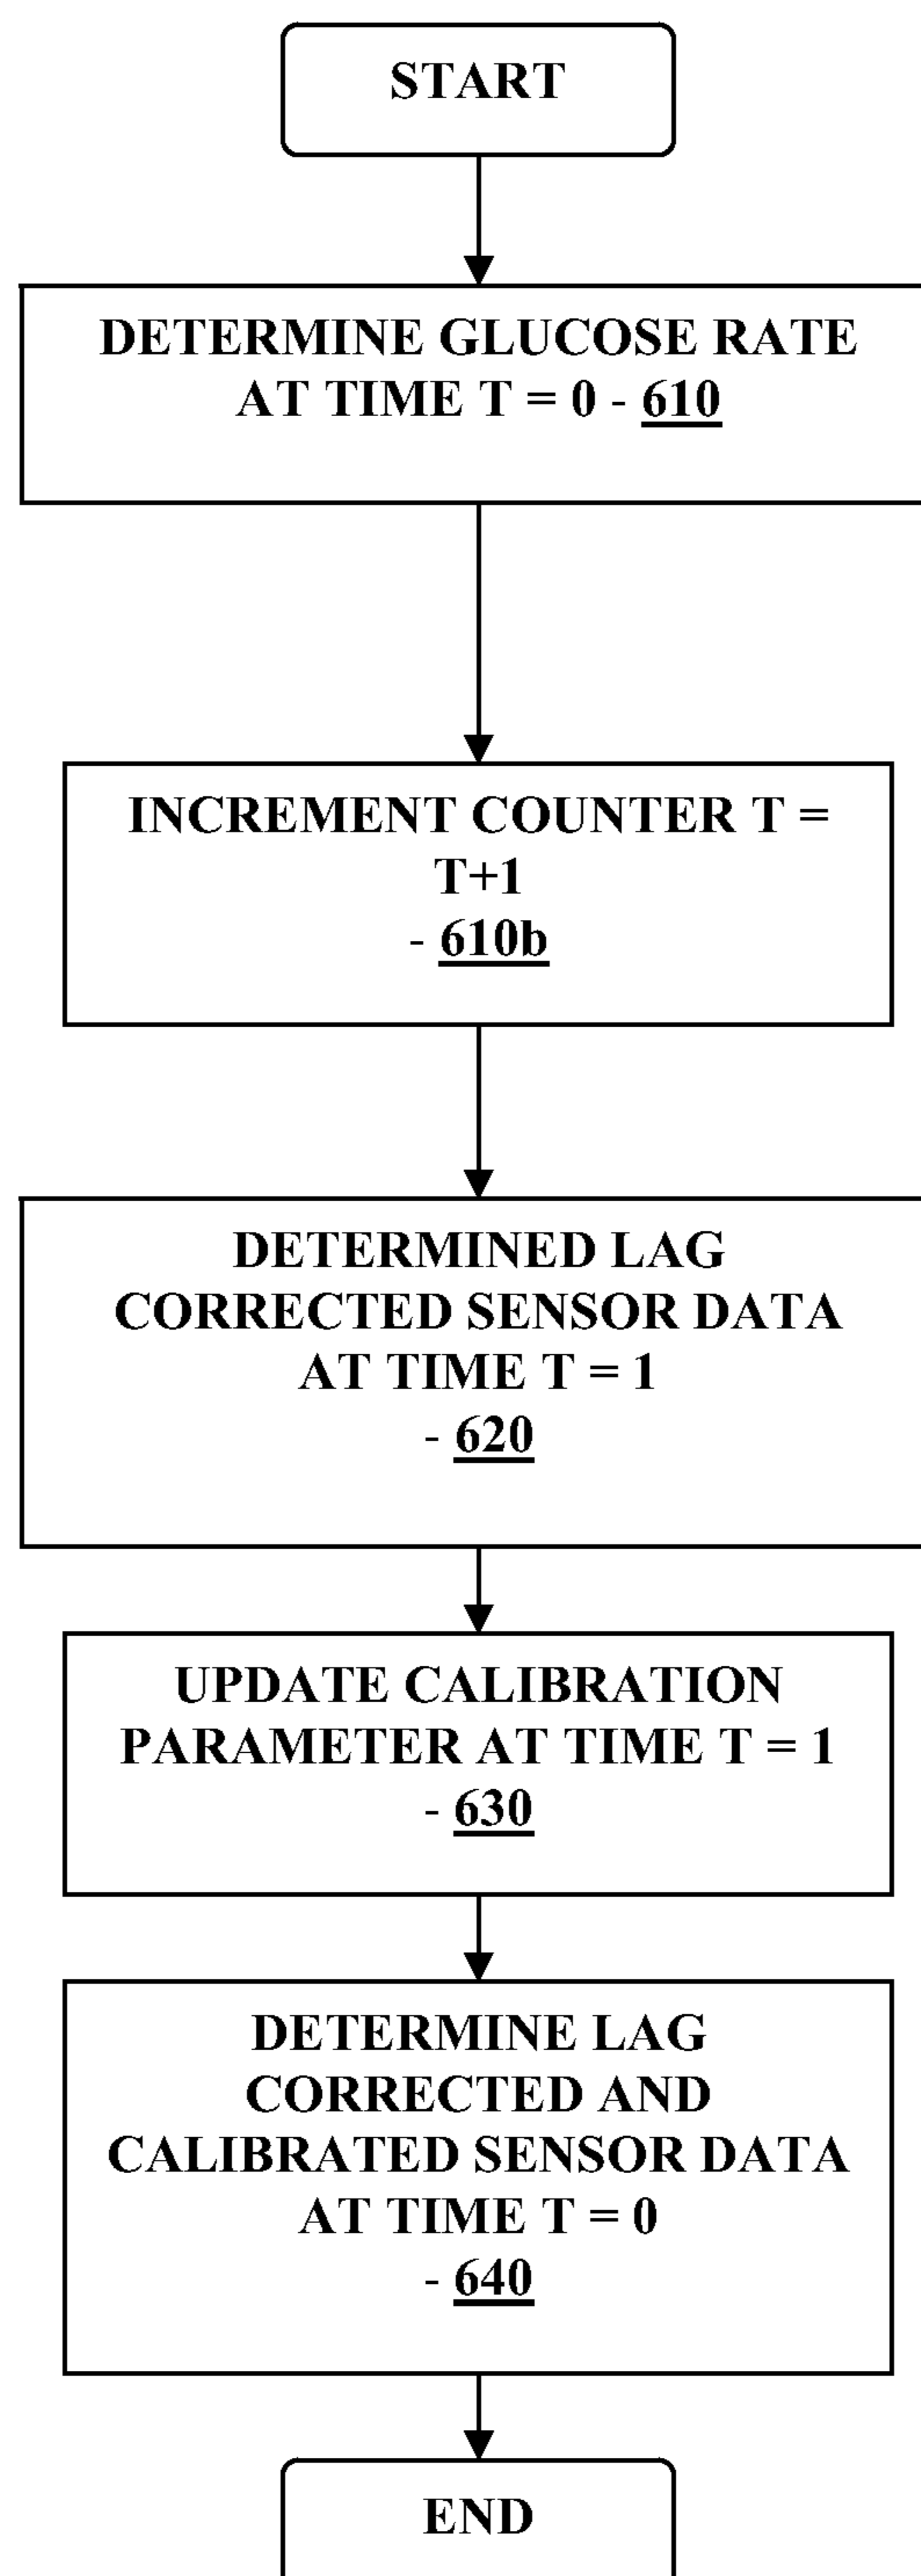 START
DETERMINE GLUCOSE RATE
AT TIME T = 0 - 610
INCREMENT COUNTER T =
T+1
- 610b
DETERMINED LAG
CORRECTED SENSOR DATA
AT TIME T = 1
- 620
UPDATE CALIBRATION
PARAMETER AT TIME T = 1
- 630
DETERMINE LAG
CORRECTED AND
CALIBRATED SENSOR DATA
AT TIME T = 0
- 640
END